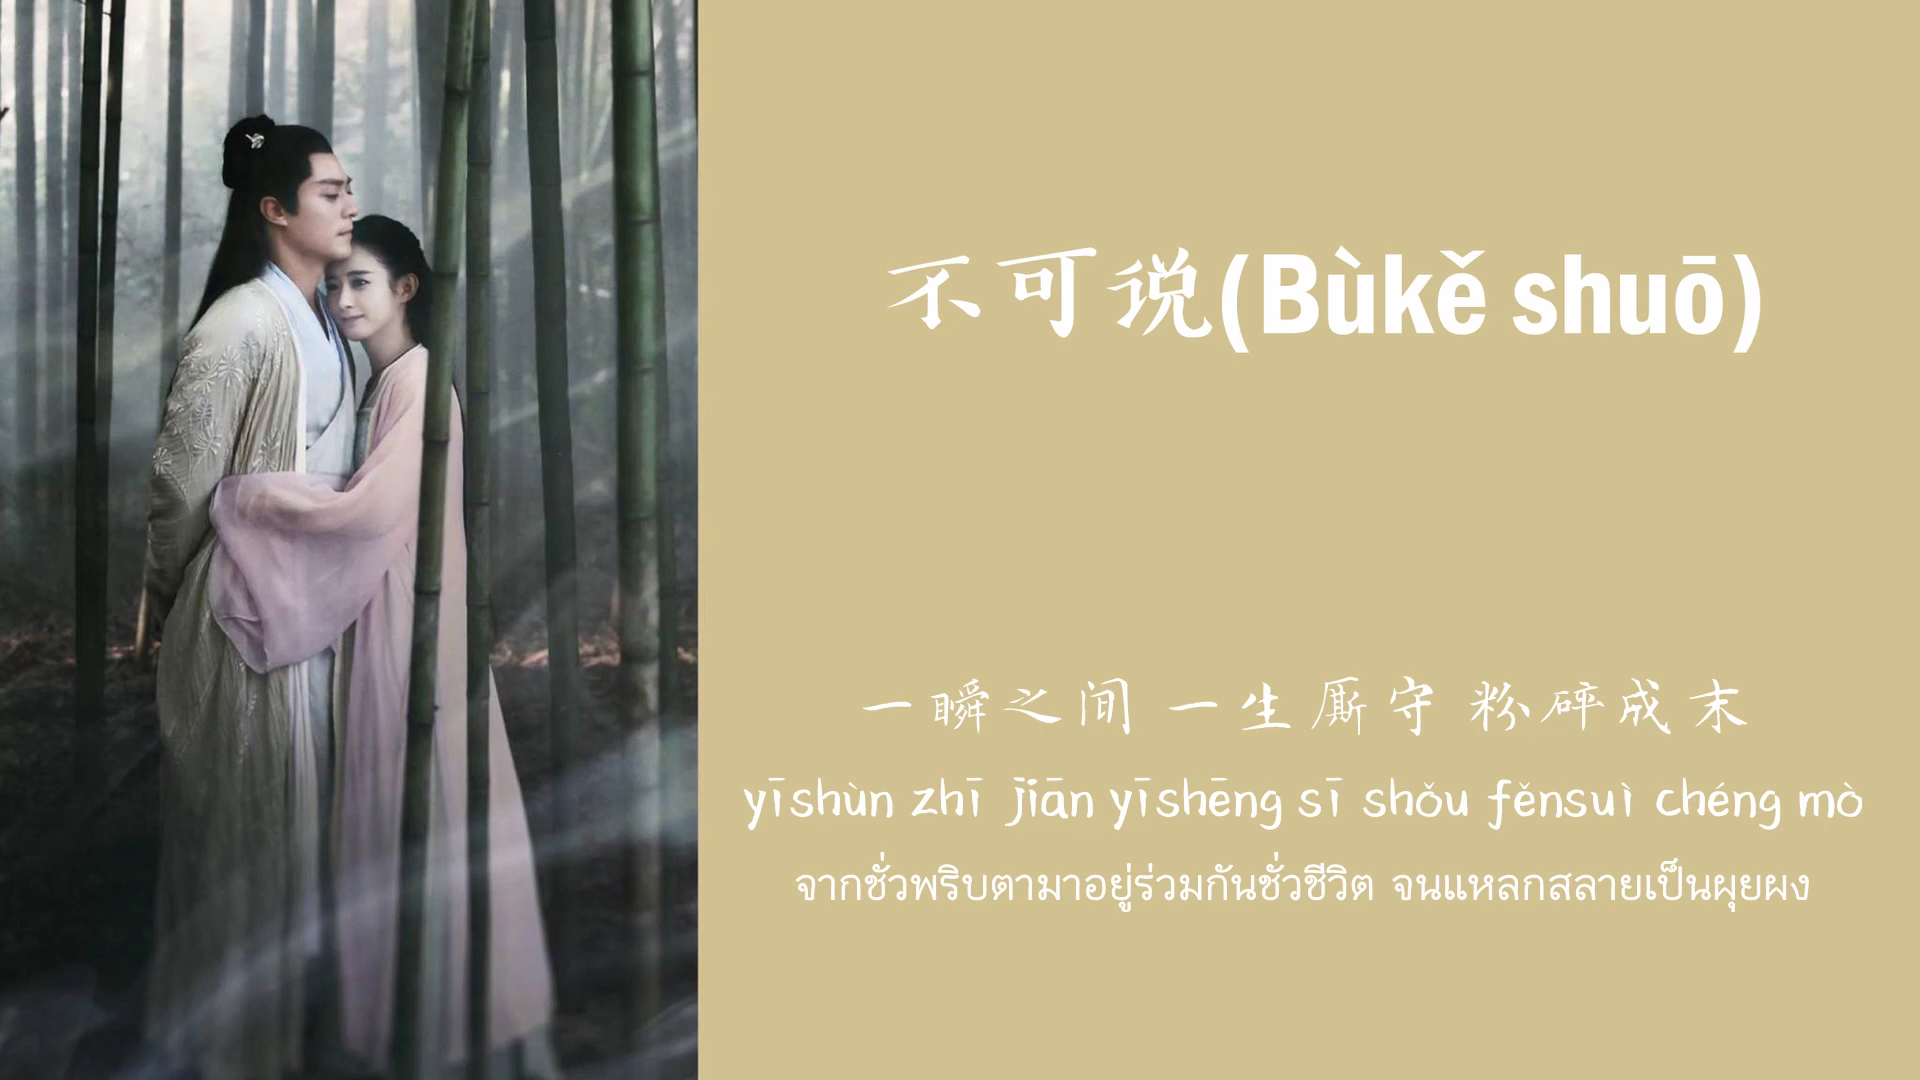 不可说(Bùkě shuō)
一瞬之间 一生厮守 粉碎成末
yīshùn zhī jiān yīshēng sī shǒu fěnsuì chéng mò
จากชั่วพริบตามาอยู่ร่วมกันชั่วชีวิต จนแหลกสลายเป็นผุยผง